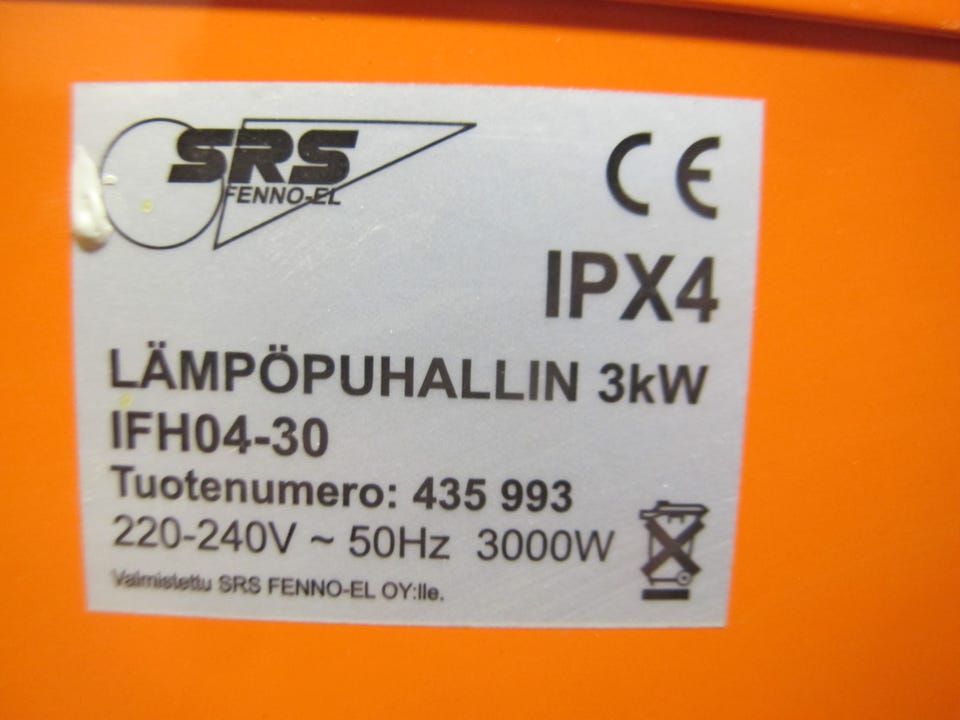 SRS
FENNO-EL
CE
IPX4
LÄMPÖPUHALLIN 3kW
IFH04-30
Tuotenumero: 435 993
220-240V ~ 50Hz 3000W
Valmistettu SRS FENNO-EL OY:lle.